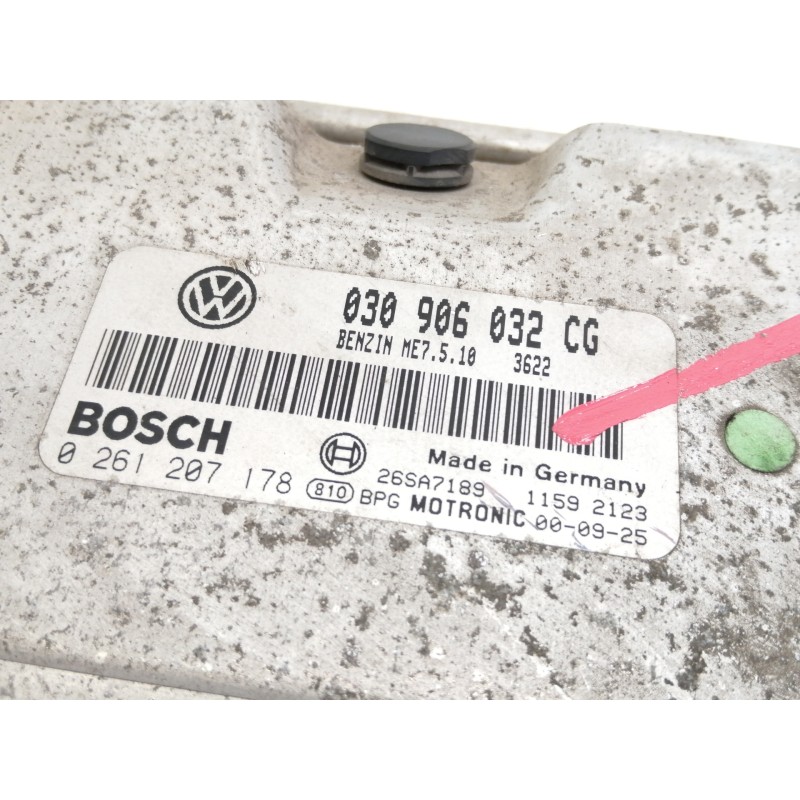 VW
030 906 032 CG
BENZIN ME7.5.10 3622
BOSCH
Made in Germany
0 261 207 178
26SA7189 1159 2123
810 BPG MOTRONIC 00-09-25